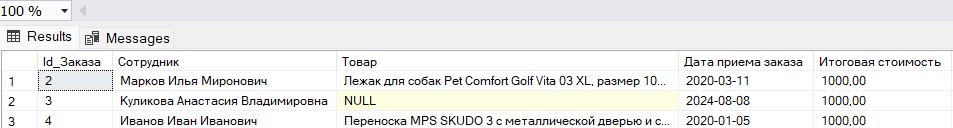 100 %
Results Messages
Id_Заказа Сотрудник Товар Дата приема заказа Итоговая стоимость
1 2 Марков Илья Миронович Лежак для собак Pet Comfort Golf Vita 03 XL, размер 10... 2020-03-11 1000,00
2 3 Куликова Анастасия Владимировна NULL 2024-08-08 1000,00
3 4 Иванов Иван Иванович Переноска MPS SKUDO 3 с металлической дверью и с... 2020-01-05 1000,00